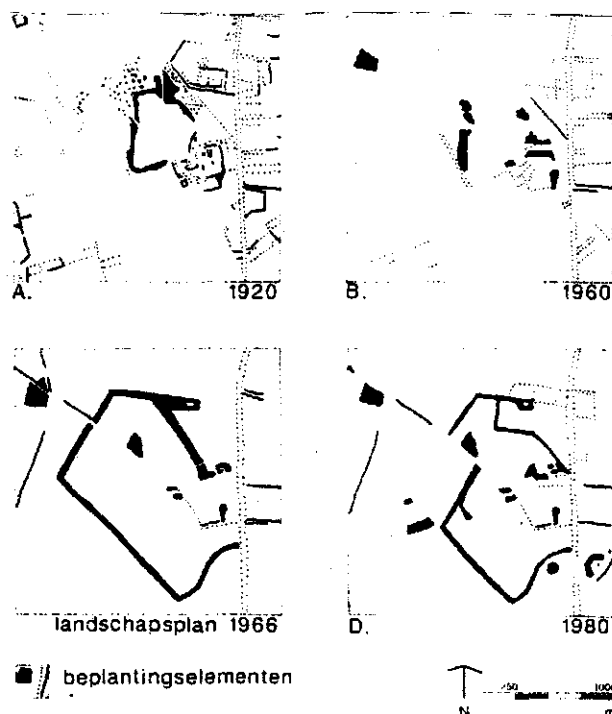 A. 1920
B. 1960
landschapsplan 1966
D. 1980
beplantingselementen
N